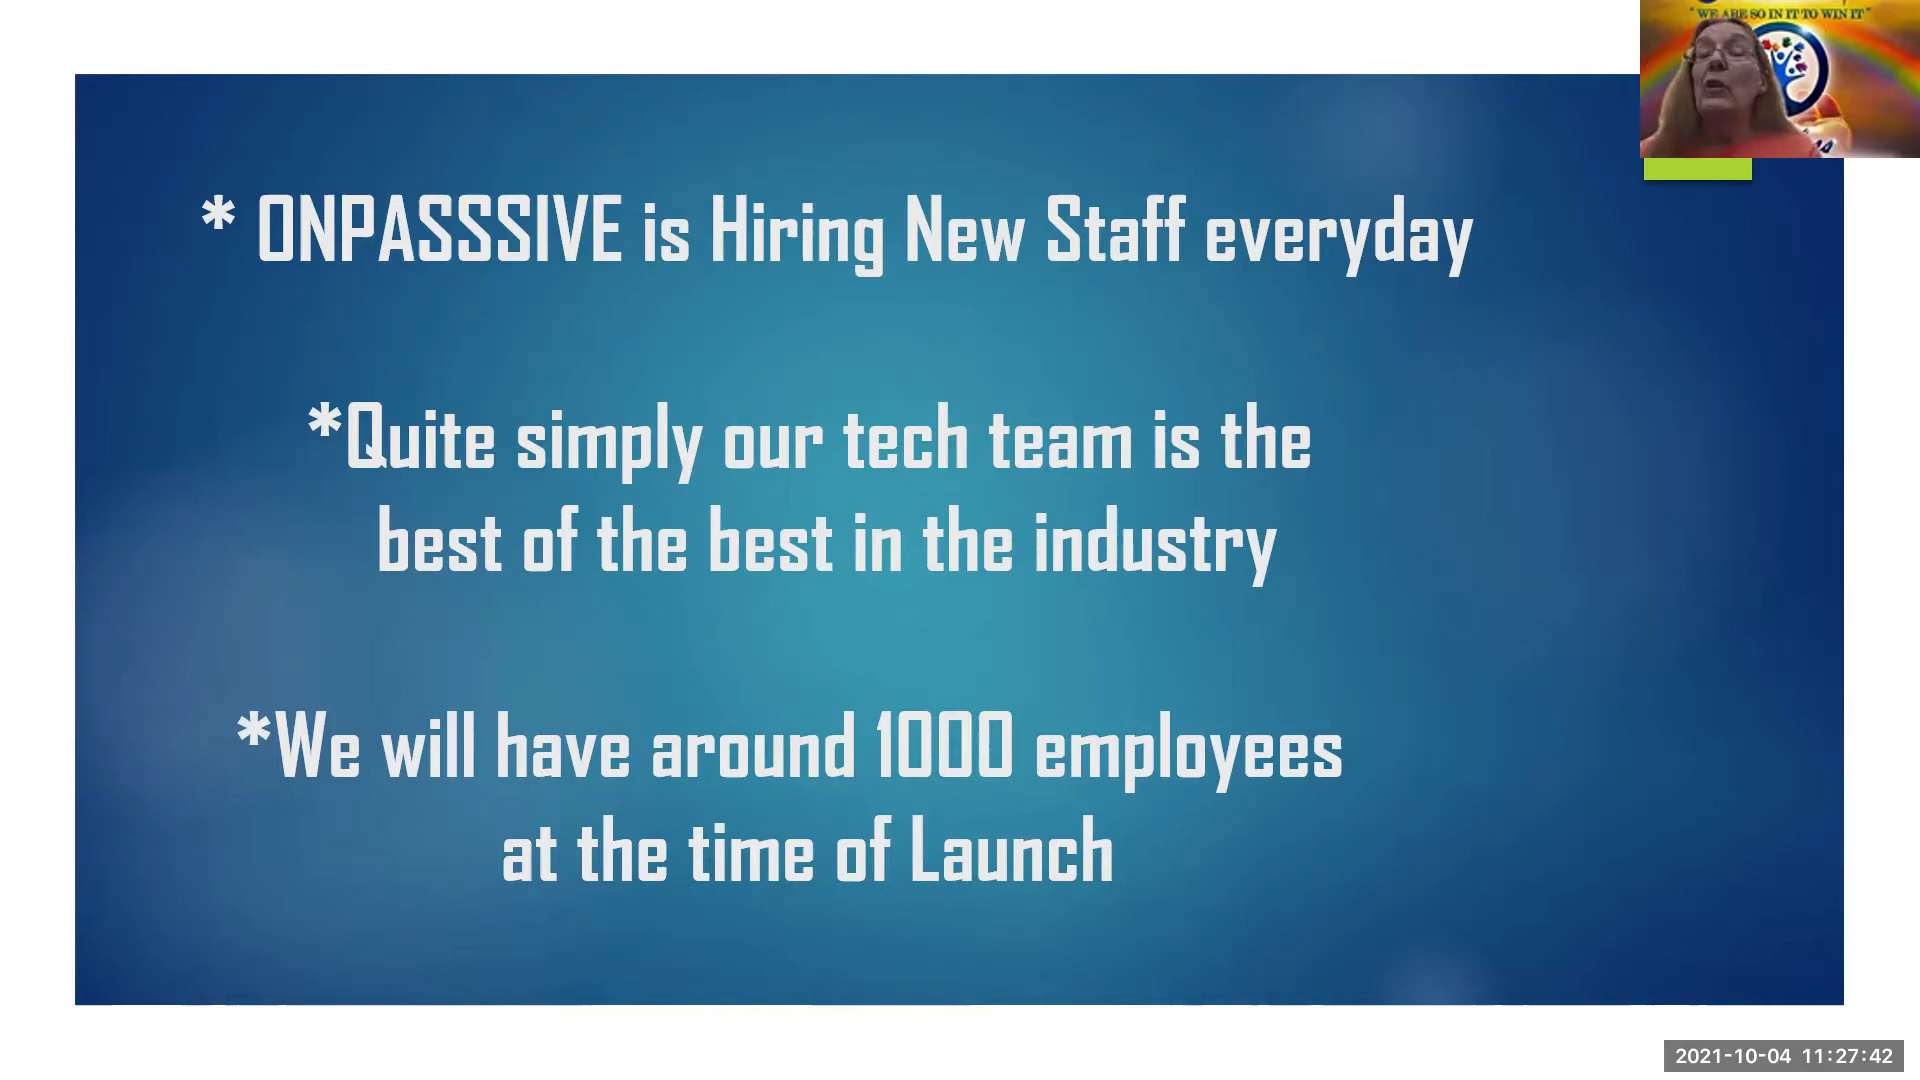 "WE ARE SO IN IT TO WIN IT"
* ONPASSSIVE is Hiring New Staff everyday
*Quite simply our tech team is the
best of the best in the industry
*We will have around 1000 employees
at the time of Launch
2021-10-04 11:27:42